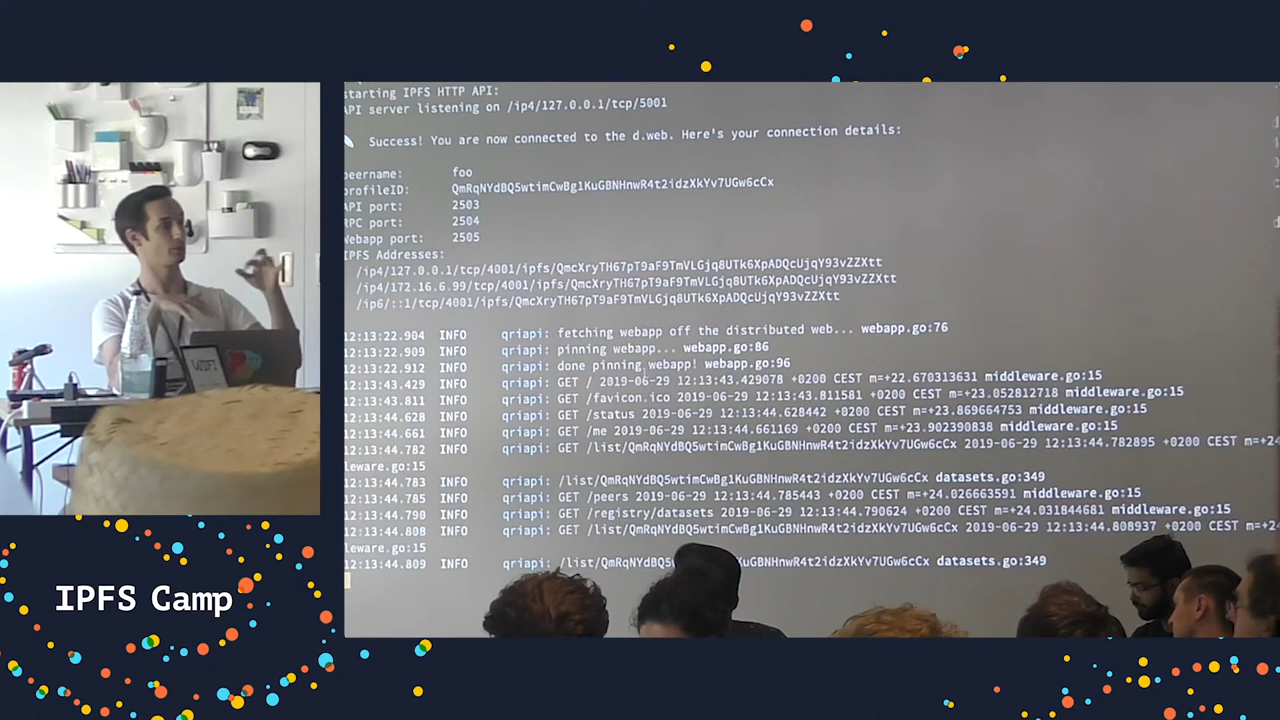 starting IPFS HTTP API:
API server listening on /ip4/127.0.0.1/tcp/5001
Success! You are now connected to the d.web. Here's your connection details:
peername: foo
profileID: QmRqNYdBQ5wtimCwBg1KuGBNHnwR4t2idzXkYv7UGw6cCx
API port: 2503
RPC port: 2504
Webapp port: 2505
IPFS Addresses:
/ip4/127.0.0.1/tcp/4001/ipfs/QmcXryTH67pT9aF9TmVLGjq8UTk6XpADQcUjqY93vZZXtt
/ip4/172.16.6.99/tcp/4001/ipfs/QmcXryTH67pT9aF9TmVLGjq8UTk6XpADQcUjqY93vZZXtt
/ip6/::1/tcp/4001/ipfs/QmcXryTH67pT9aF9TmVLGjq8UTk6XpADQcUjqY93vZZXtt
12:13:22.904 INFO qriapi: fetching webapp off the distributed web... webapp.go:76
12:13:22.909 INFO qriapi: pinning webapp... webapp.go:86
12:13:22.912 INFO qriapi: done pinning webapp! webapp.go:96
12:13:43.429 INFO qriapi: GET / 2019-06-29 12:13:43.429078 +0200 CEST m=+22.670313631 middleware.go:15
12:13:43.811 INFO qriapi: GET /favicon.ico 2019-06-29 12:13:43.811581 +0200 CEST m=+23.052812718 middleware.go:15
12:13:44.628 INFO qriapi: GET /status 2019-06-29 12:13:44.628442 +0200 CEST m=+23.869664753 middleware.go:15
12:13:44.661 INFO qriapi: GET /me 2019-06-29 12:13:44.661169 +0200 CEST m=+23.902390838 middleware.go:15
12:13:44.782 INFO qriapi: GET /list/QmRqNYdBQ5wtimCwBg1KuGBNHnwR4t2idzXkYv7UGw6cCx 2019-06-29 12:13:44.782895 +0200 CEST m=+24
leware.go:15
12:13:44.783 INFO qriapi: /list/QmRqNYdBQ5wtimCwBg1KuGBNHnwR4t2idzXkYv7UGw6cCx datasets.go:349
12:13:44.785 INFO qriapi: GET /peers 2019-06-29 12:13:44.785443 +0200 CEST m=+24.026663591 middleware.go:15
12:13:44.790 INFO qriapi: GET /registry/datasets 2019-06-29 12:13:44.790624 +0200 CEST m=+24.031844681 middleware.go:15
12:13:44.808 INFO qriapi: GET /list/QmRqNYdBQ5wtimCwBg1KuGBNHnwR4t2idzXkYv7UGw6cCx 2019-06-29 12:13:44.808937 +0200 CEST m=+2
leware.go:15
12:13:44.809 INFO qriapi: /list/QmRqNYdBQ5 BNHnwR4t2idzXkYv7UGw6cCx datasets.go:349
WIFI
IPFS Camp